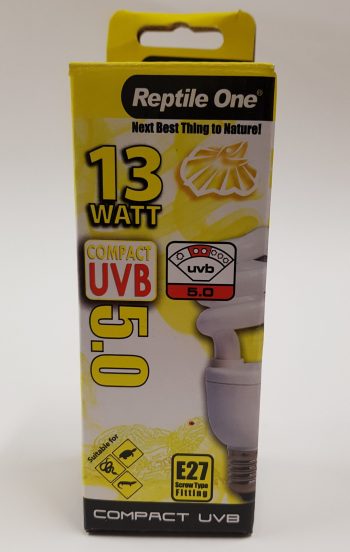 Reptile One®
Next Best Thing to Nature!
13
WATT
COMPACT
UVB
5.0
uvb
5.0
Suitable for
E27
Screw Type
Fitting
COMPACT UVB